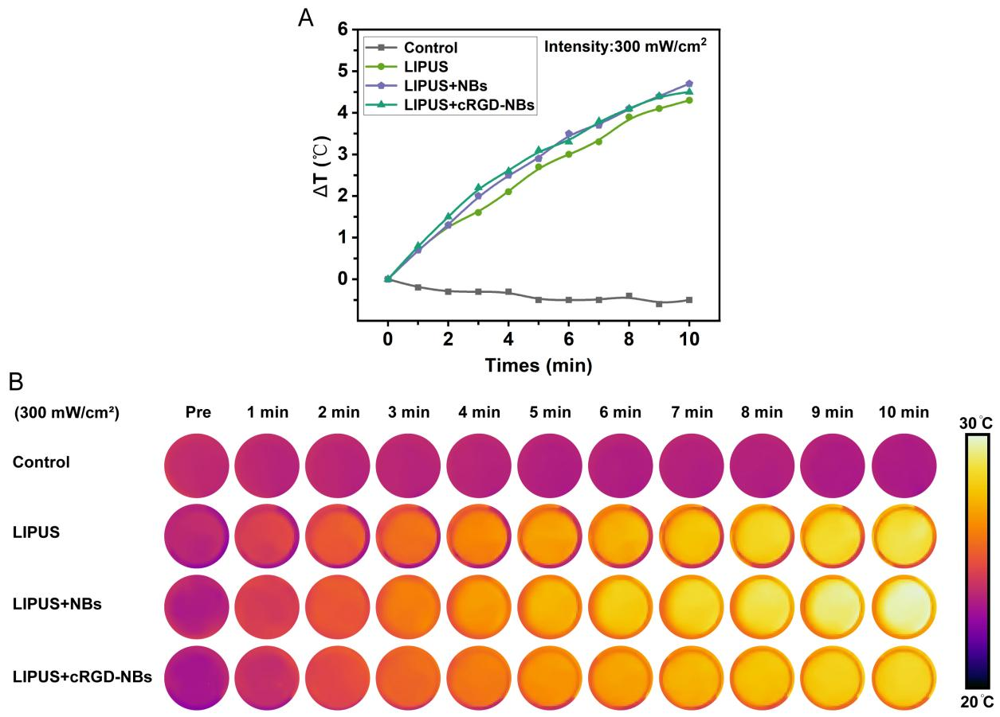 A
6
5
4
3
2
1
0
ΔT (℃)
Control
LIPUS
LIPUS+NBs
LIPUS+cRGD-NBs
Intensity:300 mW/cm²
0 2 4 6 8 10
Times (min)
B
(300 mW/cm²) Pre 1 min 2 min 3 min 4 min 5 min 6 min 7 min 8 min 9 min 10 min
30℃
Control
LIPUS
LIPUS+NBs
LIPUS+cRGD-NBs
20℃